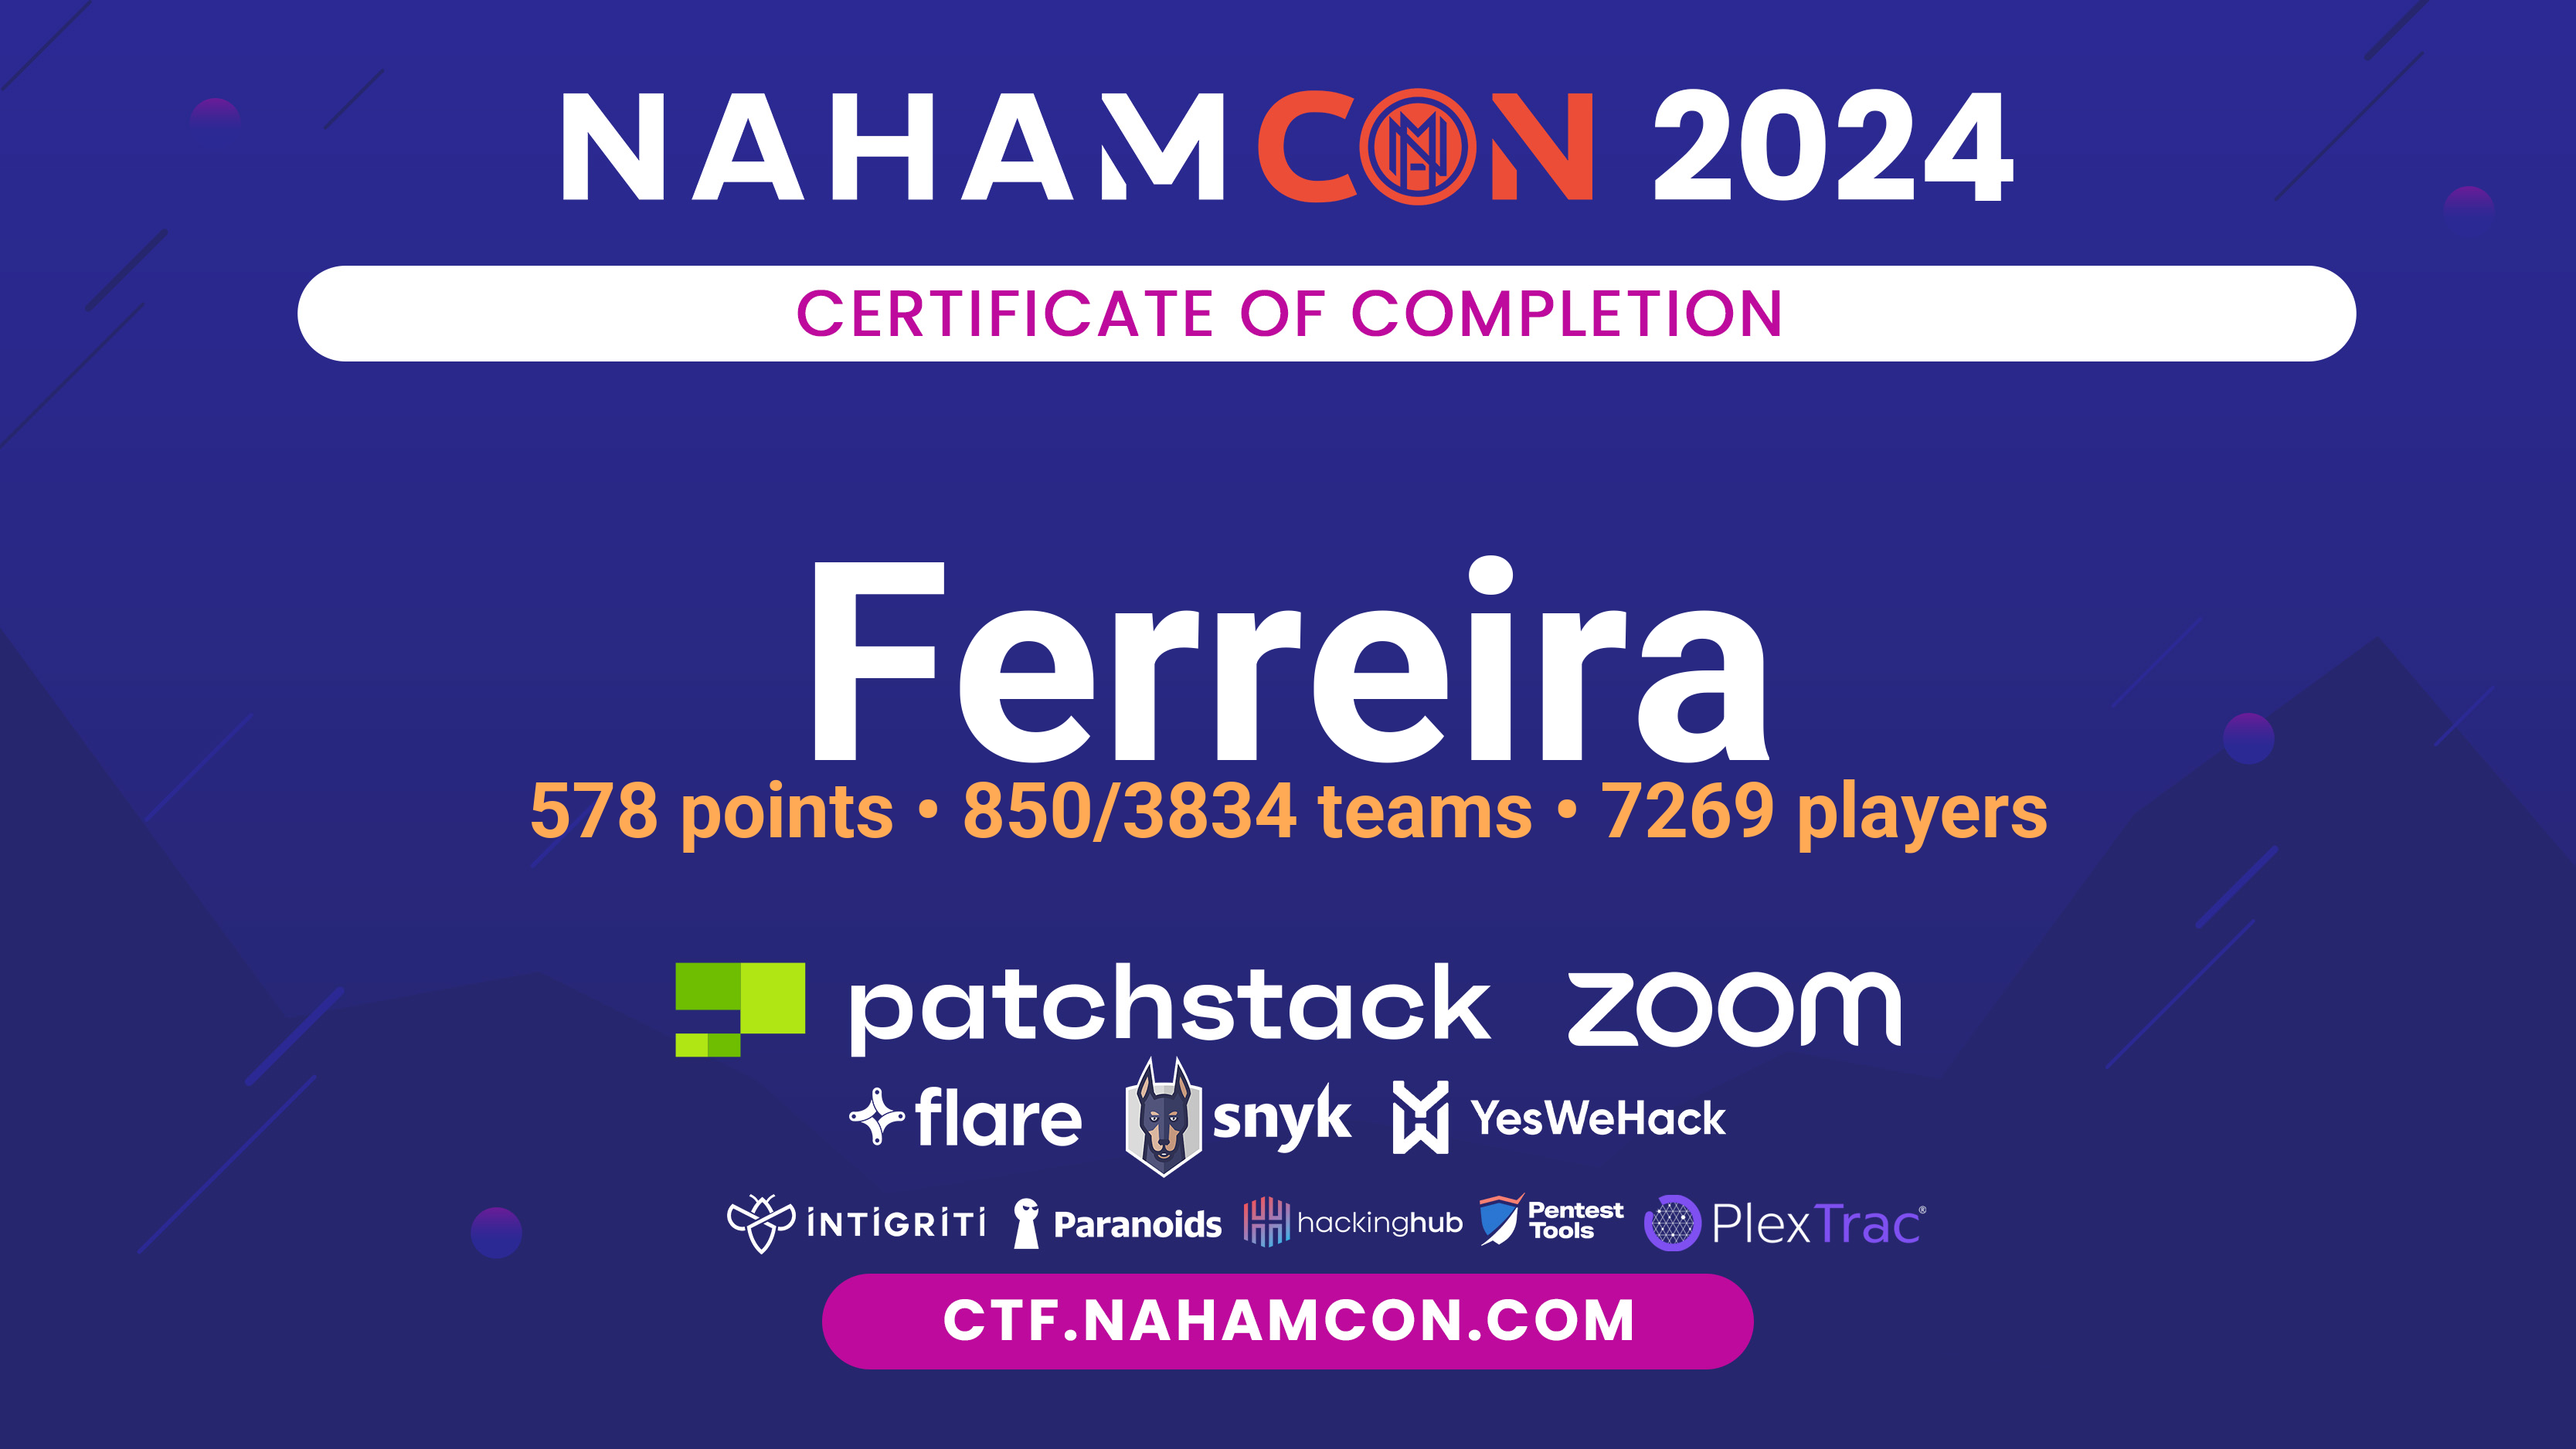 NAHAMCON 2024
CERTIFICATE OF COMPLETION
Ferreira
578 points • 850/3834 teams • 7269 players
patchstack zoom
flare snyk YesWeHack
INTIGRITI Paranoids hackinghub Pentest Tools PlexTrac®
CTF.NAHAMCON.COM